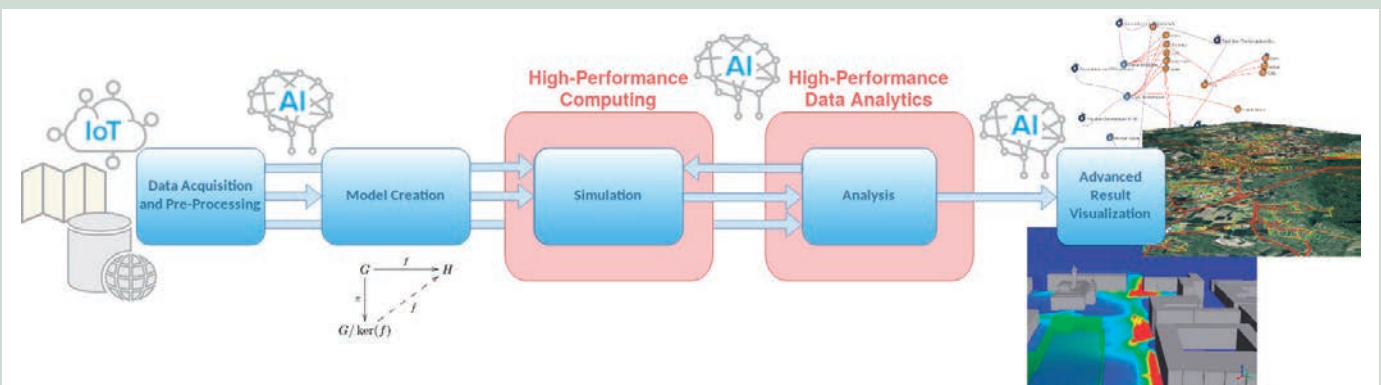 IoT
AI
High-Performance
Computing
AI
High-Performance
Data Analytics
AI
Data Acquisition
and Pre-Processing
Model Creation
Simulation
Analysis
Advanced
Result
Visualization
G f H
π f̃
G/ker(f)